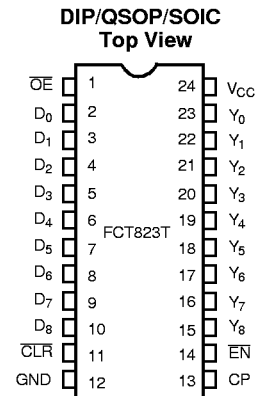 DIP/QSOP/SOIC
Top View
OE 1 24 VCC
D0 2 23 Y0
D1 3 22 Y1
D2 4 21 Y2
D3 5 20 Y3
D4 6 19 Y4
FCT823T
D5 7 18 Y5
D6 8 17 Y6
D7 9 16 Y7
D8 10 15 Y8
CLR 11 14 EN
GND 12 13 CP